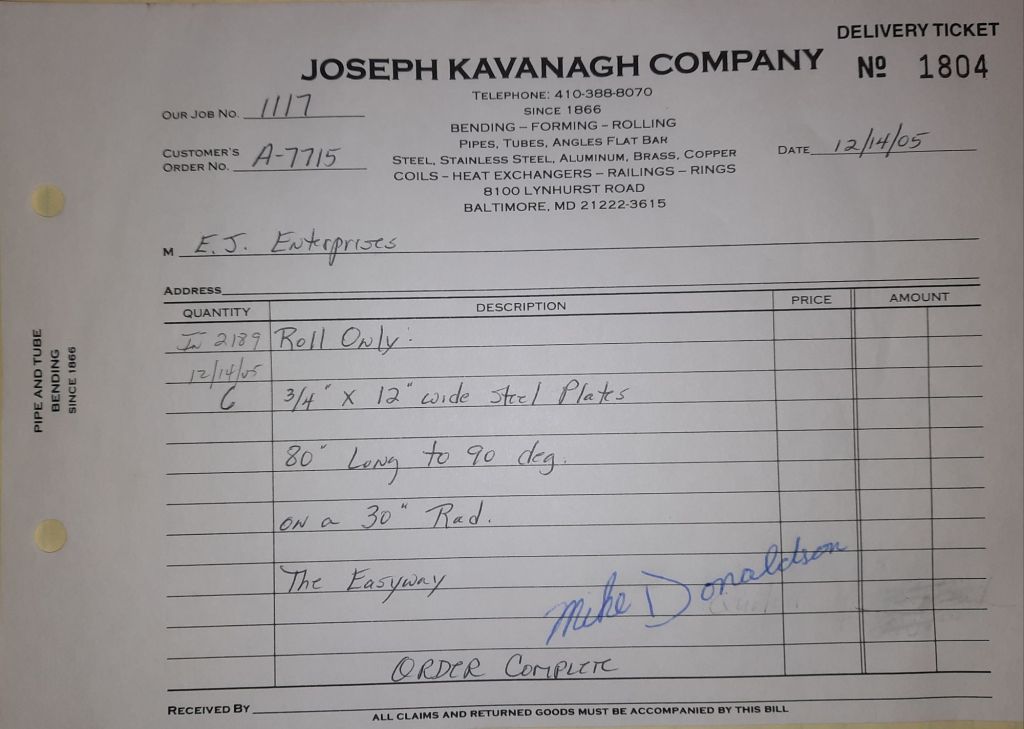 DELIVERY TICKET
JOSEPH KAVANAGH COMPANY
Nº 1804
TELEPHONE: 410-388-8070
SINCE 1866
BENDING – FORMING – ROLLING
PIPES, TUBES, ANGLES FLAT BAR
STEEL, STAINLESS STEEL, ALUMINUM, BRASS, COPPER
COILS – HEAT EXCHANGERS – RAILINGS – RINGS
8100 LYNHURST ROAD
BALTIMORE, MD 21222-3615
OUR JOB NO. 1117
CUSTOMER'S ORDER NO. A-7715
DATE 12/14/05
M E.J. Enterprises
ADDRESS
QUANTITY DESCRIPTION PRICE AMOUNT
In 2189 Roll Only:
12/14/05
6 3/4" X 12" wide Steel Plates
80" Long to 90 deg.
on a 30" Rad.
The Easyway
Mike Donaldson
ORDER COMPLETE
RECEIVED BY
ALL CLAIMS AND RETURNED GOODS MUST BE ACCOMPANIED BY THIS BILL
PIPE AND TUBE
BENDING
SINCE 1866